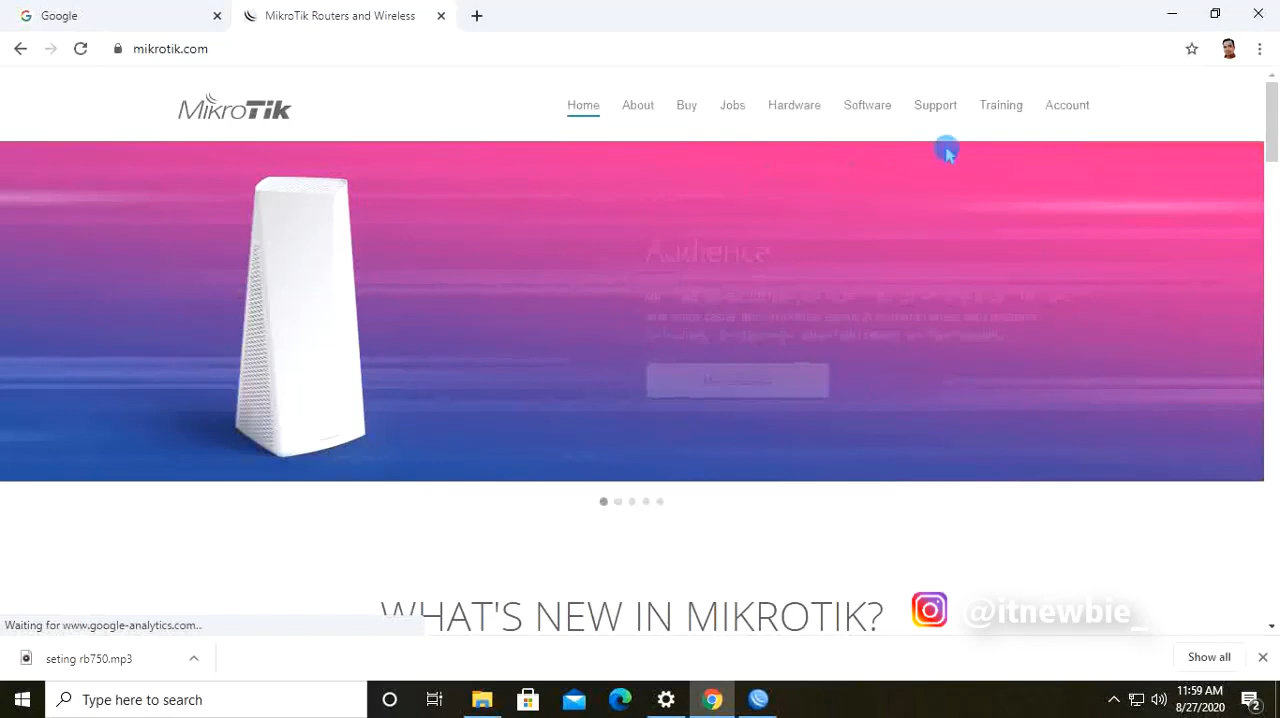 Google
MikroTik Routers and Wireless
mikrotik.com
MikroTik
Home About Buy Jobs Hardware Software Support Training Account
Audience
WHAT'S NEW IN MIKROTIK?
@itnewbie_
Waiting for www.google-analytics.com..
seting rb750.mp3
Show all
Type here to search
11:59 AM
8/27/2020
2